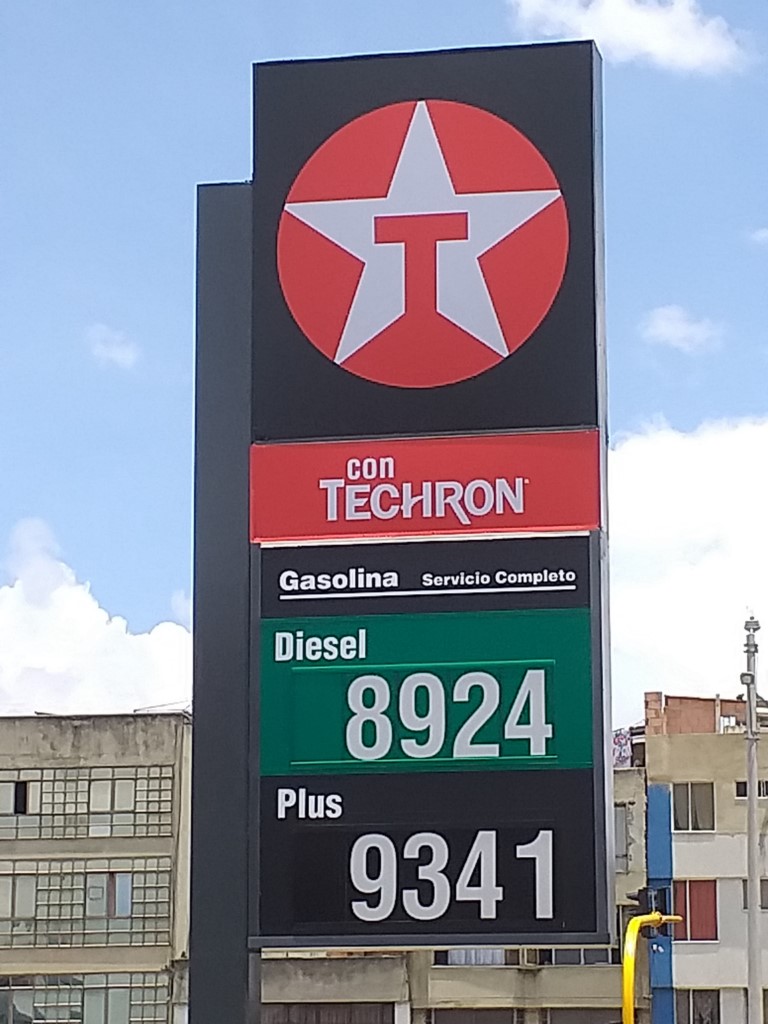 T
con
TECHRON
Gasolina Servicio Completo
Diesel
8924
Plus
9341